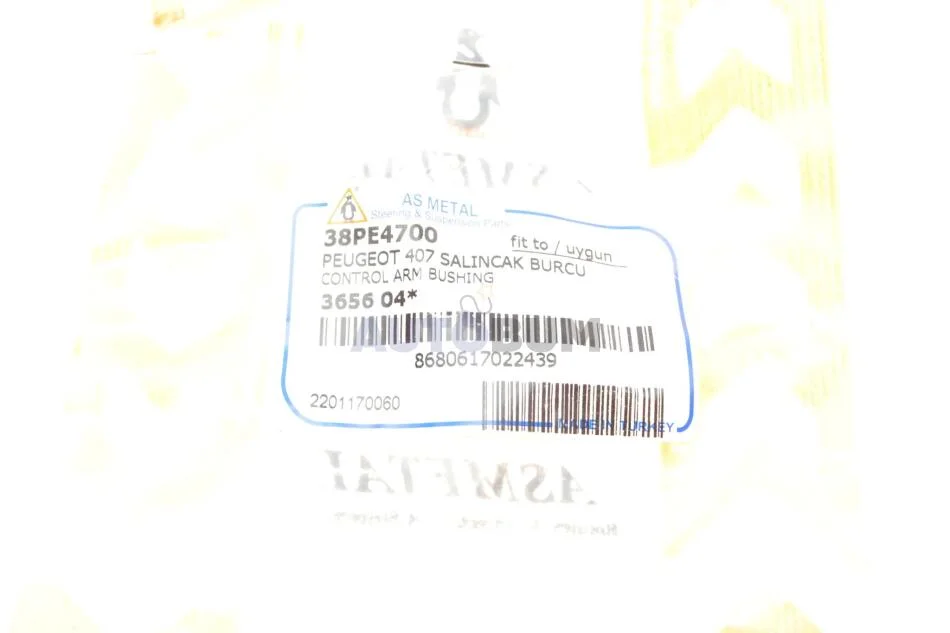 AS METAL
Steering & Suspension Parts
38PE4700
fit to / uygun
PEUGEOT 407 SALINCAK BURCU
CONTROL ARM BUSHING
3656 04*
AUTOBUM
8680617022439
2201170060
MADE IN TURKEY
ASMETAL